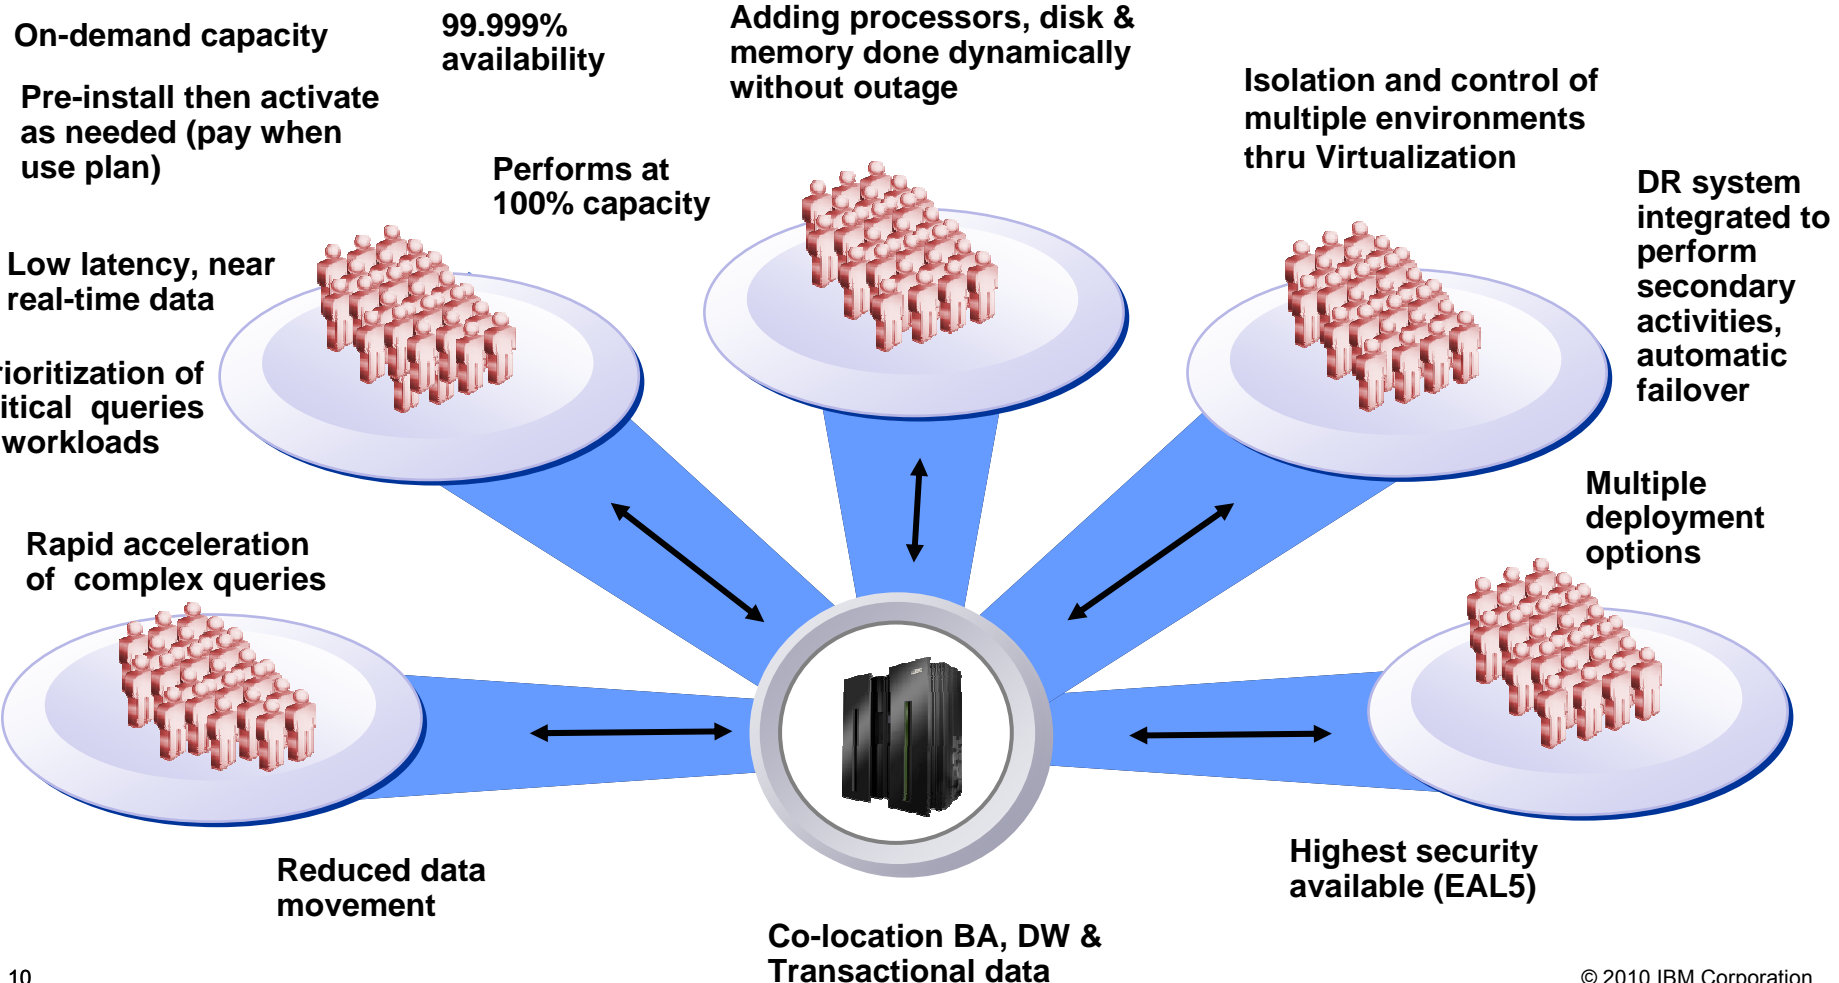 On-demand capacity
Pre-install then activate
as needed (pay when
use plan)
99.999%
availability
Adding processors, disk &
memory done dynamically
without outage
Performs at
100% capacity
Isolation and control of
multiple environments
thru Virtualization
DR system
integrated to
perform
secondary
activities,
automatic
failover
Low latency, near
real-time data
rioritization of
itical queries
workloads
Rapid acceleration
of complex queries
Multiple
deployment
options
Reduced data
movement
Highest security
available (EAL5)
Co-location BA, DW &
Transactional data
10
© 2010 IBM Corporation